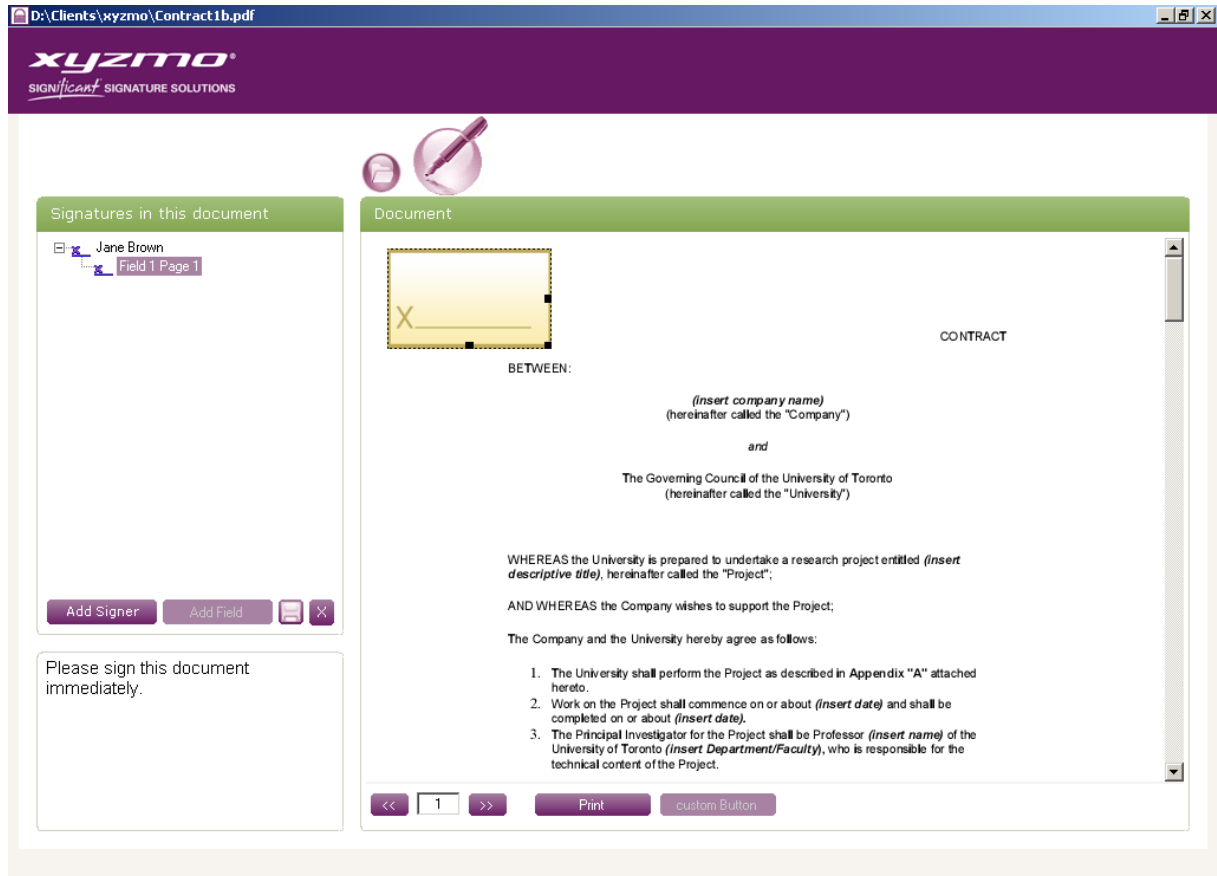 D:\Clients\xyzmo\Contract1b.pdf
xyzmo®
SIGNificant SIGNATURE SOLUTIONS
Signatures in this document
Jane Brown
Field 1 Page 1
Add Signer Add Field X
Please sign this document
immediately.
Document
X
CONTRACT
BETWEEN:
(insert company name)
(hereinafter called the "Company")
and
The Governing Council of the University of Toronto
(hereinafter called the "University")
WHEREAS the University is prepared to undertake a research project entitled (insert
descriptive title), hereinafter called the "Project";
AND WHEREAS the Company wishes to support the Project;
The Company and the University hereby agree as follows:
1. The University shall perform the Project as described in Appendix "A" attached
hereto.
2. Work on the Project shall commence on or about (insert date) and shall be
completed on or about (insert date).
3. The Principal Investigator for the Project shall be Professor (insert name) of the
University of Toronto (insert Department/Faculty), who is responsible for the
technical content of the Project.
<< 1 >> Print custom Button